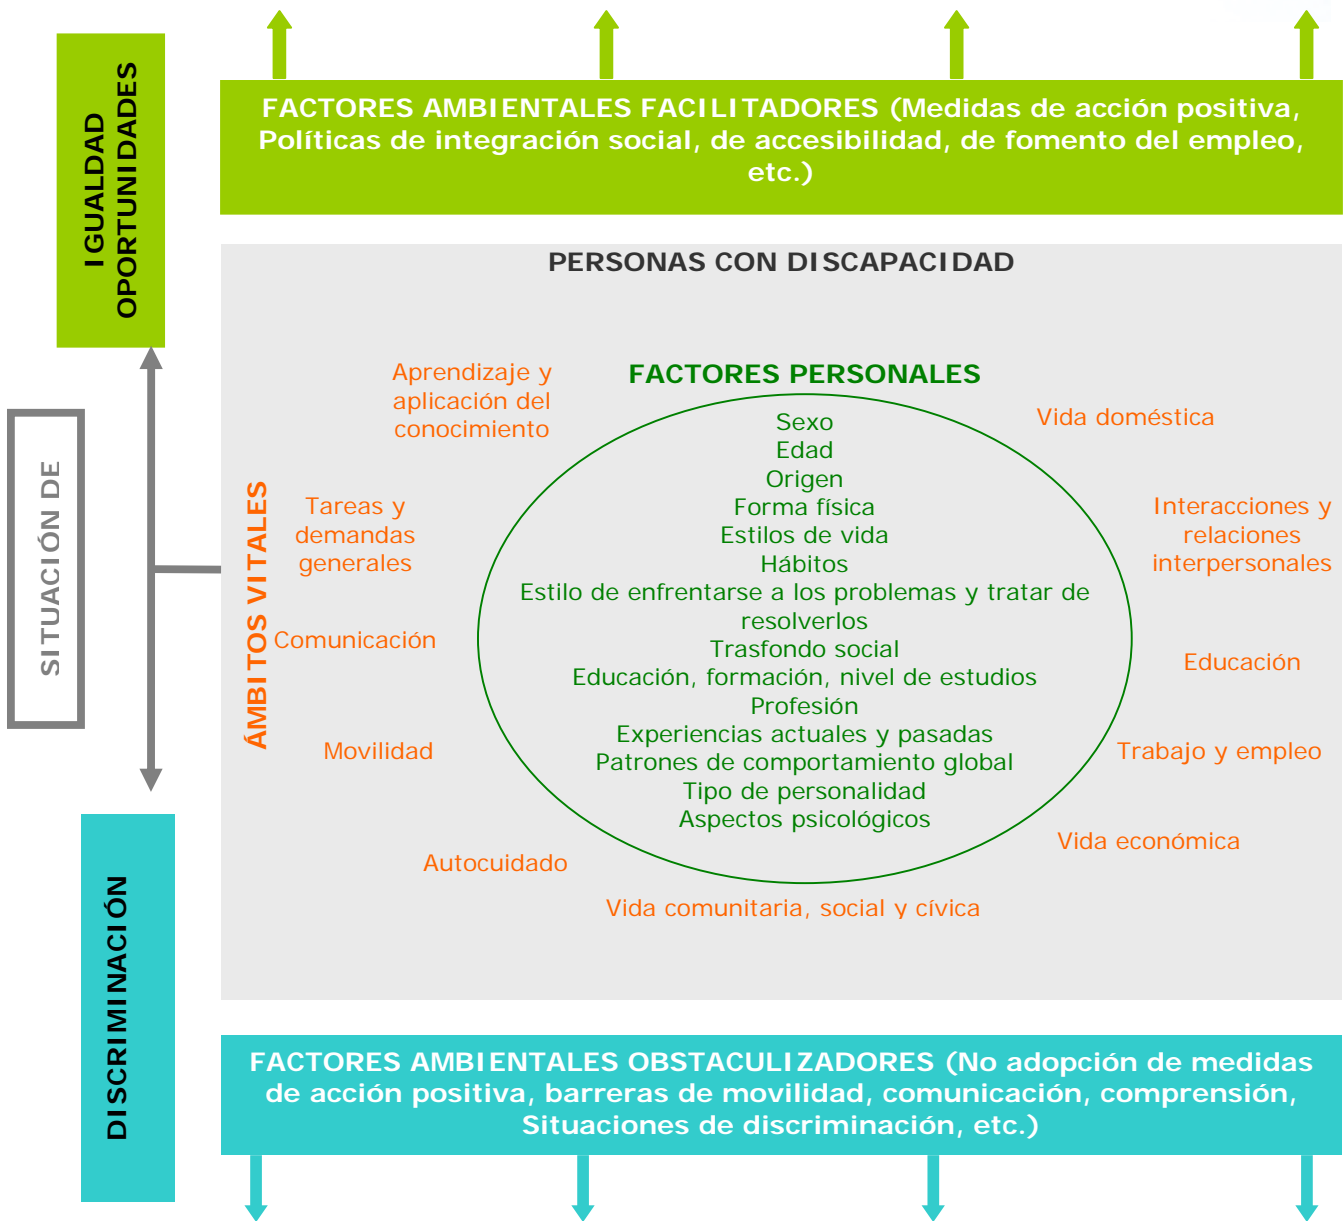 IGUALDAD
OPORTUNIDADES
FACTORES AMBIENTALES FACILITADORES (Medidas de acción positiva,
Políticas de integración social, de accesibilidad, de fomento del empleo,
etc.)
PERSONAS CON DISCAPACIDAD
SITUACIÓN DE
ÁMBITOS VITALES
Aprendizaje y
aplicación del
conocimiento
Tareas y
demandas
generales
Comunicación
Movilidad
Autocuidado
Vida comunitaria, social y cívica
FACTORES PERSONALES
Sexo
Edad
Origen
Forma física
Estilos de vida
Hábitos
Estilo de enfrentarse a los problemas y tratar de
resolverlos
Trasfondo social
Educación, formación, nivel de estudios
Profesión
Experiencias actuales y pasadas
Patrones de comportamiento global
Tipo de personalidad
Aspectos psicológicos
Vida doméstica
Interacciones y
relaciones
interpersonales
Educación
Trabajo y empleo
Vida económica
DISCRIMINACIÓN
FACTORES AMBIENTALES OBSTACULIZADORES (No adopción de medidas
de acción positiva, barreras de movilidad, comunicación, comprensión,
Situaciones de discriminación, etc.)